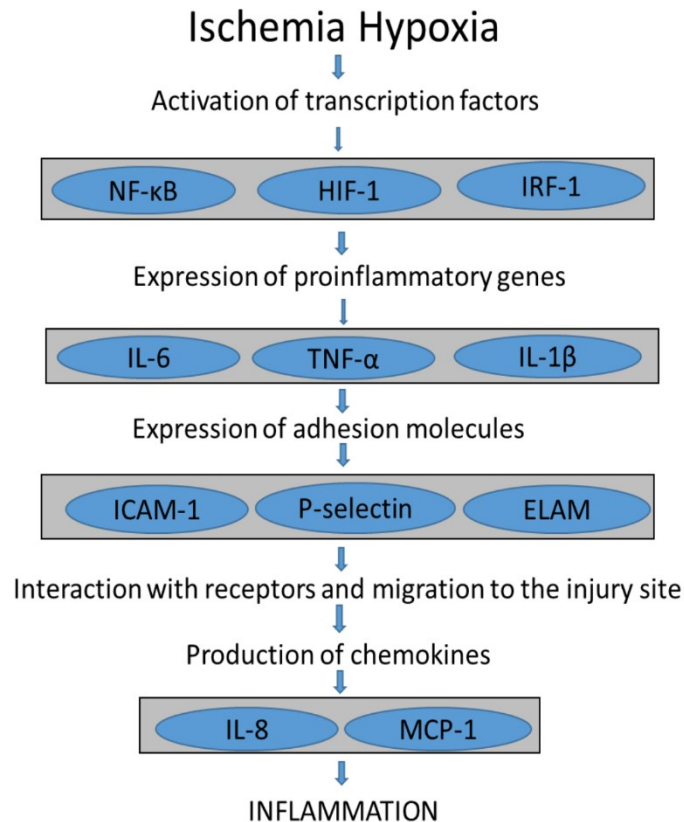 Ischemia Hypoxia
Activation of transcription factors
NF-κB HIF-1 IRF-1
Expression of proinflammatory genes
IL-6 TNF-α IL-1β
Expression of adhesion molecules
ICAM-1 P-selectin ELAM
Interaction with receptors and migration to the injury site
Production of chemokines
IL-8 MCP-1
INFLAMMATION